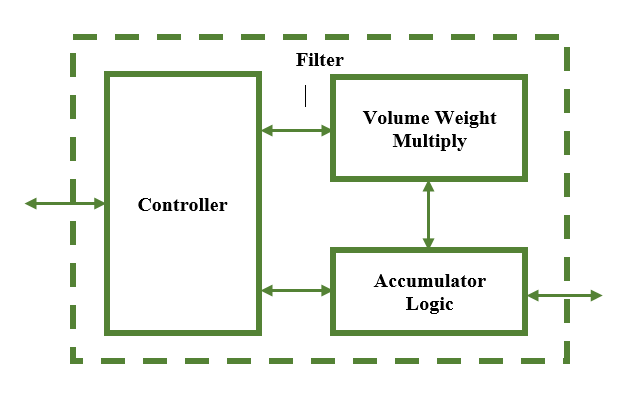 Filter
Volume Weight
Multiply
Controller
Accumulator
Logic